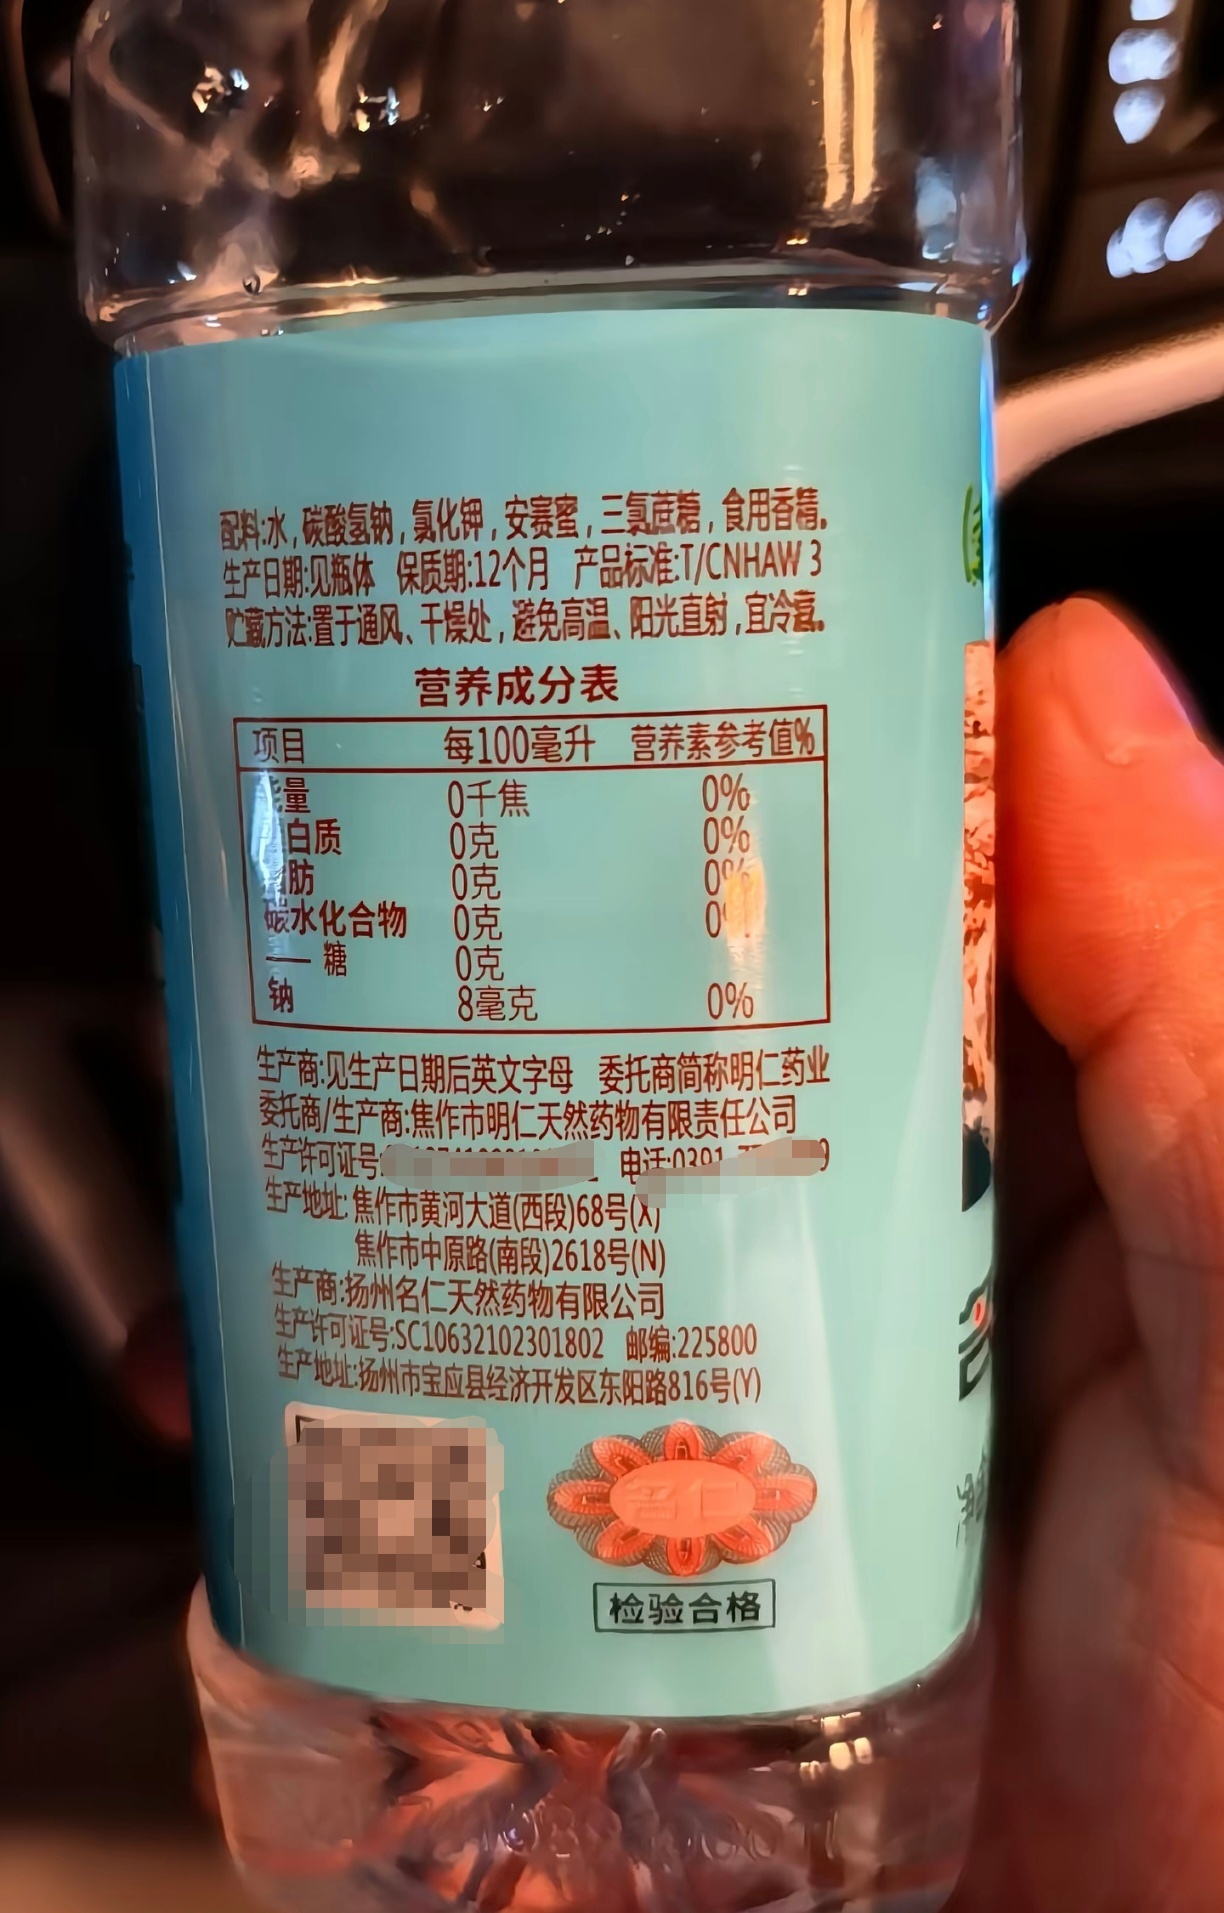 配料:水,碳酸氢钠,氯化钾,安赛蜜,三氯蔗糖,食用香精。
生产日期:见瓶体 保质期:12个月 产品标准:T/CNHAW 3
贮藏方法:置于通风、干燥处,避免高温、阳光直射,宜冷藏。
营养成分表
项目 每100毫升 营养素参考值%
能量 0千焦 0%
蛋白质 0克 0%
脂肪 0克 0%
碳水化合物 0克 0%
— 糖 0克
钠 8毫克 0%
生产商:见生产日期后英文字母 委托商简称明仁药业
委托商/生产商:焦作市明仁天然药物有限责任公司
生产许可证号: 电话:0391
生产地址:焦作市黄河大道(西段)68号(X)
焦作市中原路(南段)2618号(N)
生产商:扬州名仁天然药物有限公司
生产许可证号:SC10632102301802 邮编:225800
生产地址:扬州市宝应县经济开发区东阳路816号(Y)
名仁
检验合格